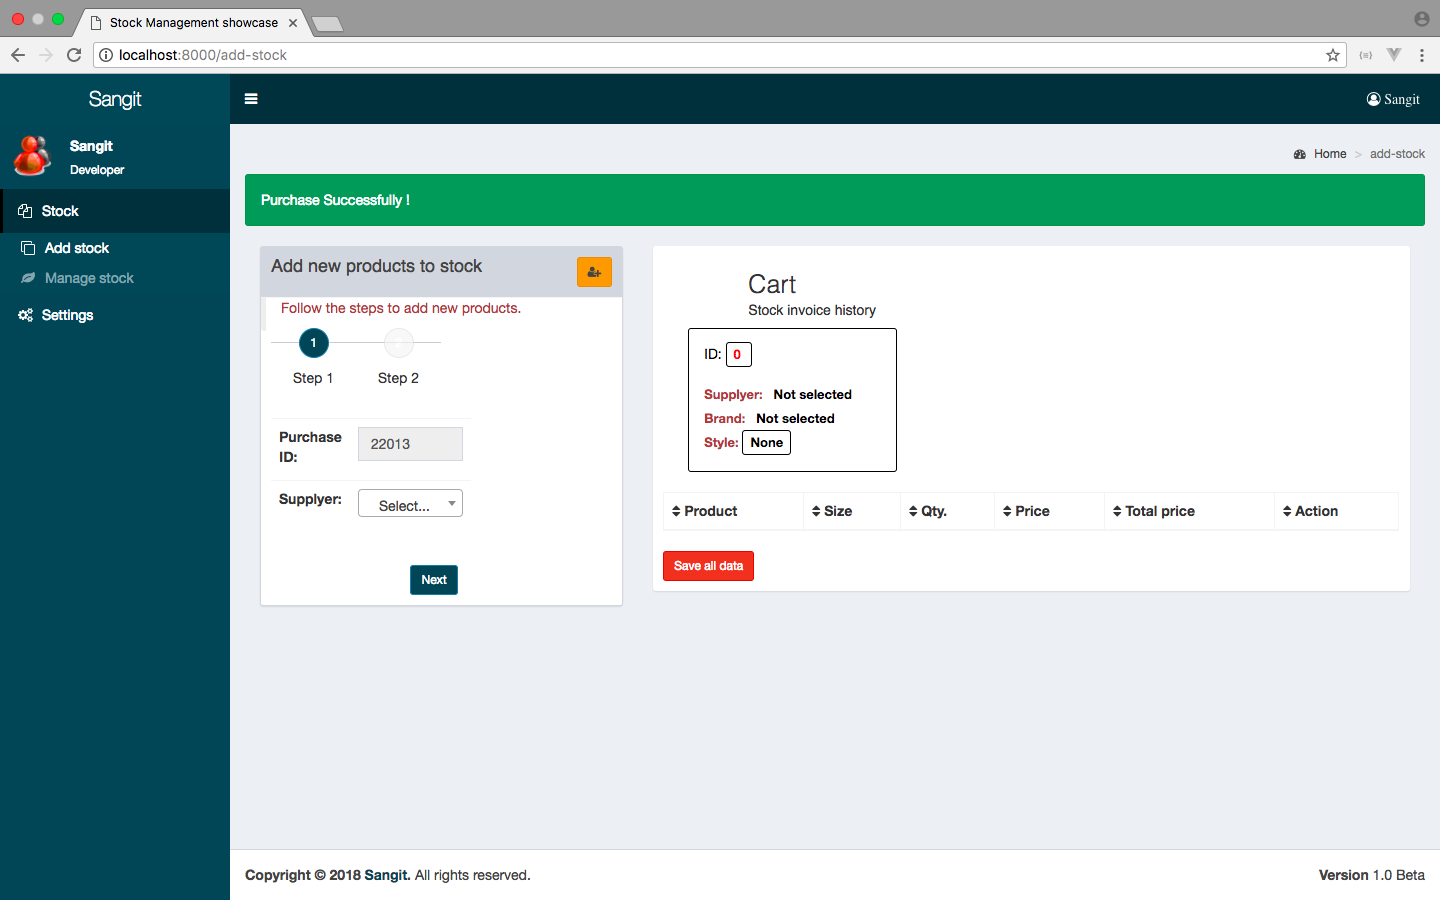 Stock Management showcase
localhost:8000/add-stock
Sangit
Sangit
Sangit
Developer
Stock
Add stock
Manage stock
Settings
Home > add-stock
Purchase Successfully !
Add new products to stock
Follow the steps to add new products.
1
2
Step 1
Step 2
Purchase
ID:
22013
Supplyer:
Select...
Next
Cart
Stock invoice history
ID: 0
Supplyer: Not selected
Brand: Not selected
Style: None
Product Size Qty. Price Total price Action
Save all data
Copyright © 2018 Sangit. All rights reserved.
Version 1.0 Beta